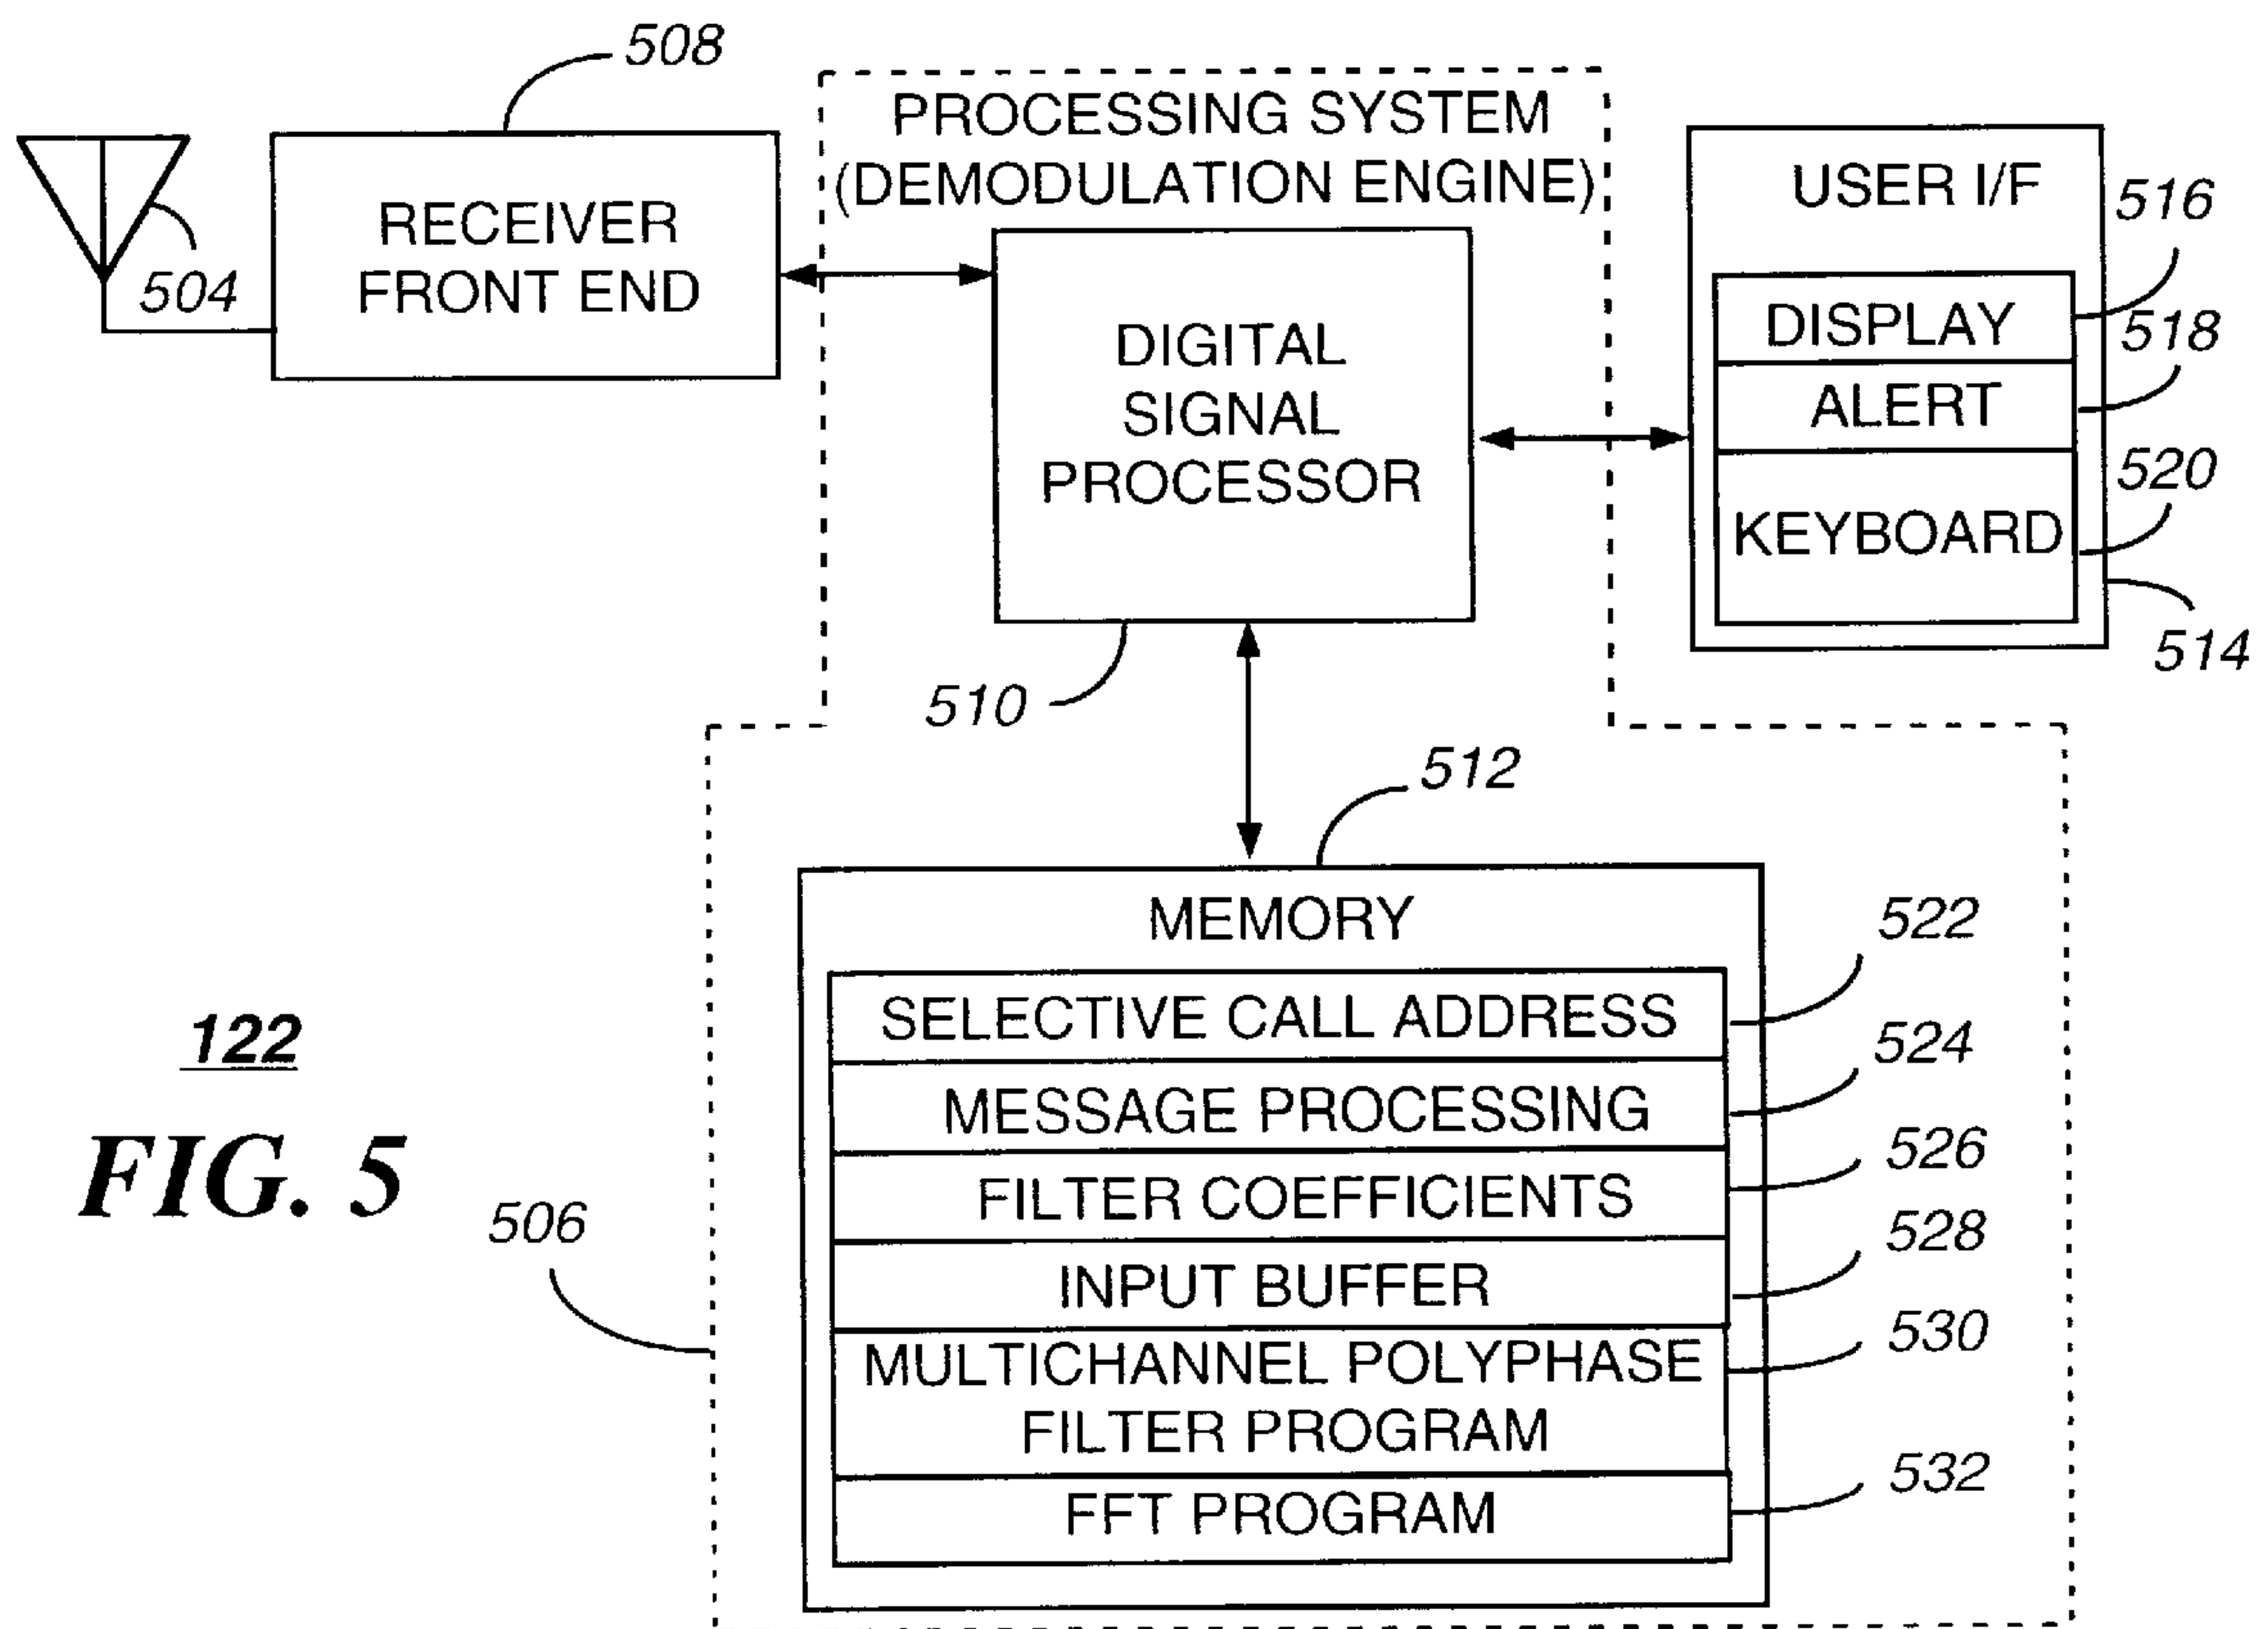 508
PROCESSING SYSTEM
(DEMODULATION ENGINE)
RECEIVER
FRONT END
504
USER I/F
516
DISPLAY
518
ALERT
520
KEYBOARD
514
DIGITAL
SIGNAL
PROCESSOR
510
512
MEMORY
522
SELECTIVE CALL ADDRESS
524
MESSAGE PROCESSING
526
FILTER COEFFICIENTS
528
INPUT BUFFER
530
MULTICHANNEL POLYPHASE
FILTER PROGRAM
532
FFT PROGRAM
506
122
FIG. 5